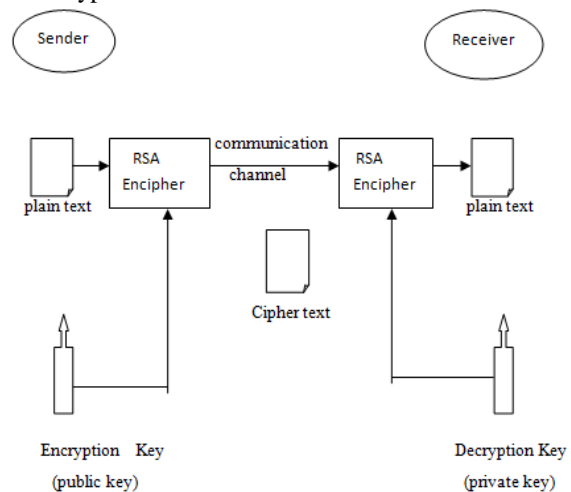 Sender
Receiver
RSA
Encipher
communication
channel
RSA
Encipher
plain text
plain text
Cipher text
Encryption Key
(public key)
Decryption Key
(private key)